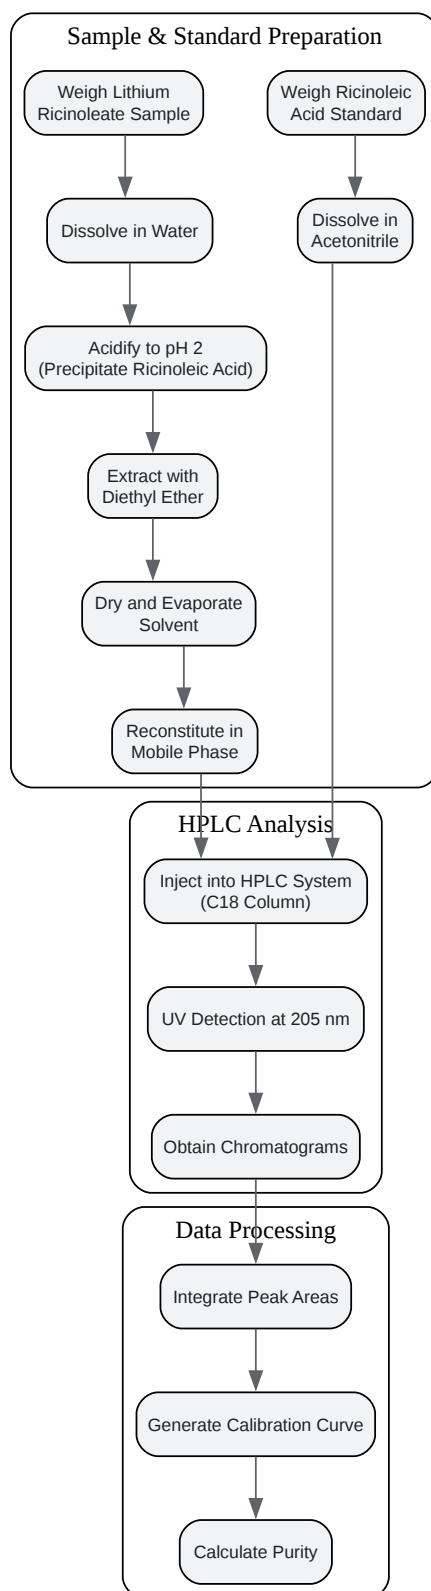 Sample & Standard Preparation
Weigh Lithium
Ricinoleate Sample
Weigh Ricinoleic
Acid Standard
Dissolve in Water
Dissolve in
Acetonitrile
Acidify to pH 2
(Precipitate Ricinoleic Acid)
Extract with
Diethyl Ether
Dry and Evaporate
Solvent
Reconstitute in
Mobile Phase
HPLC Analysis
Inject into HPLC System
(C18 Column)
UV Detection at 205 nm
Obtain Chromatograms
Data Processing
Integrate Peak Areas
Generate Calibration Curve
Calculate Purity